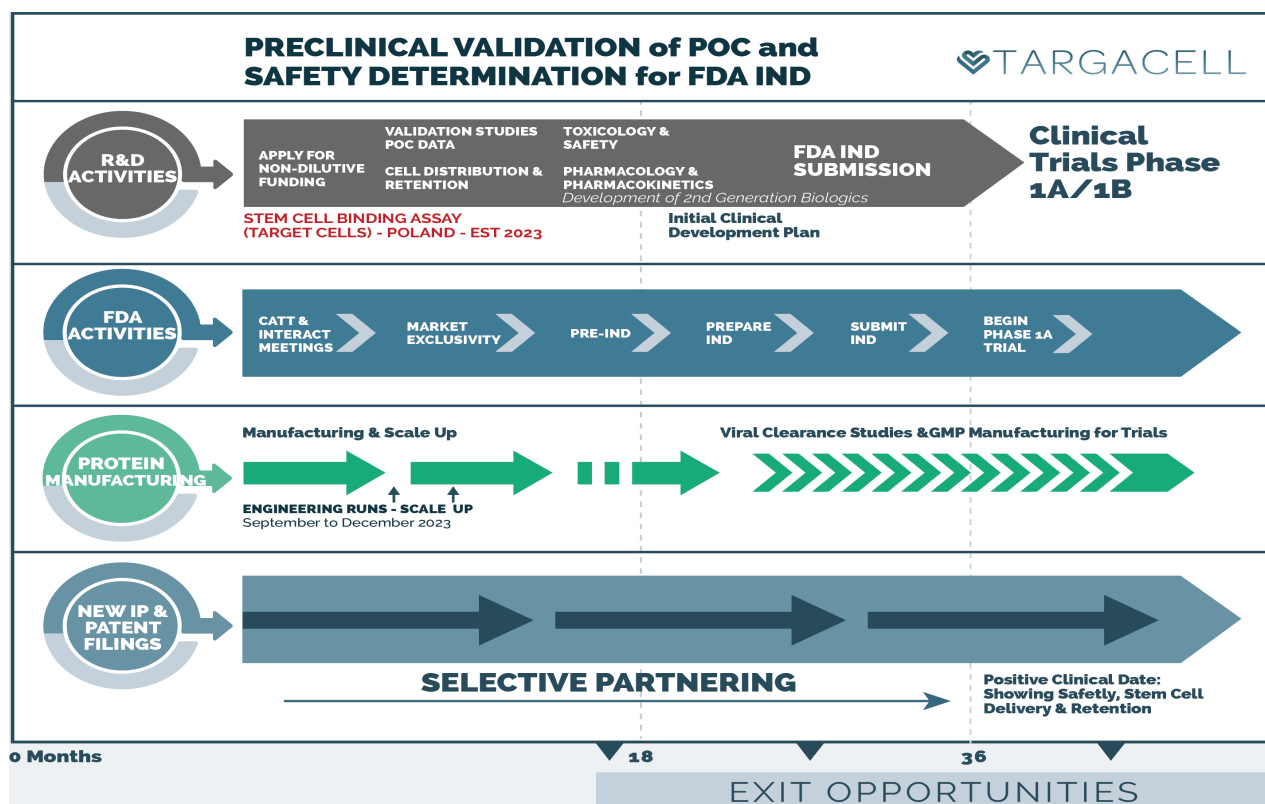 PRECLINICAL VALIDATION of POC and
SAFETY DETERMINATION for FDA IND
TARGACELL
R&D
ACTIVITIES
APPLY FOR
NON-DILUTIVE
FUNDING
VALIDATION STUDIES
POC DATA
CELL DISTRIBUTION &
RETENTION
TOXICOLOGY &
SAFETY
PHARMACOLOGY &
PHARMACOKINETICS
Development of 2nd Generation Biologics
FDA IND
SUBMISSION
Clinical
Trials Phase
1A/1B
STEM CELL BINDING ASSAY
(TARGET CELLS) - POLAND - EST 2023
Initial Clinical
Development Plan
FDA
ACTIVITIES
CATT &
INTERACT
MEETINGS
MARKET
EXCLUSIVITY
PRE-IND
PREPARE
IND
SUBMIT
IND
BEGIN
PHASE 1A
TRIAL
PROTEIN
MANUFACTURING
Manufacturing & Scale Up
Viral Clearance Studies &GMP Manufacturing for Trials
ENGINEERING RUNS - SCALE UP
September to December 2023
NEW IP &
PATENT
FILINGS
SELECTIVE PARTNERING
Positive Clinical Date:
Showing Safetly, Stem Cell
Delivery & Retention
0 Months
18
36
EXIT OPPORTUNITIES